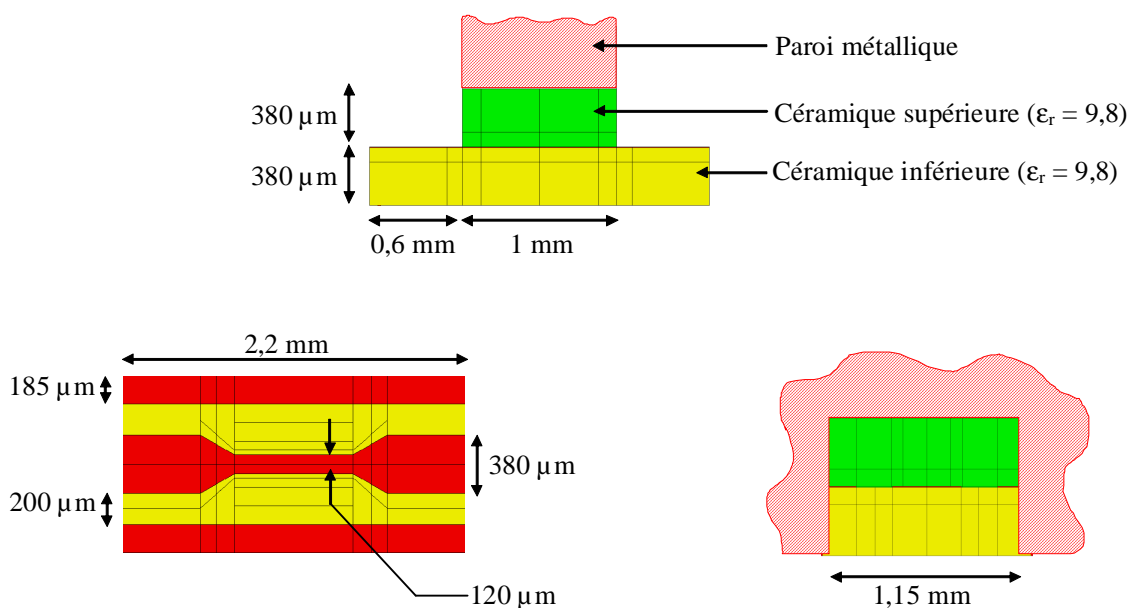 Paroi métallique
380 µm
Céramique supérieure (εr = 9,8)
380 µm
Céramique inférieure (εr = 9,8)
0,6 mm
1 mm
2,2 mm
185 µm
380 µm
200 µm
120 µm
1,15 mm